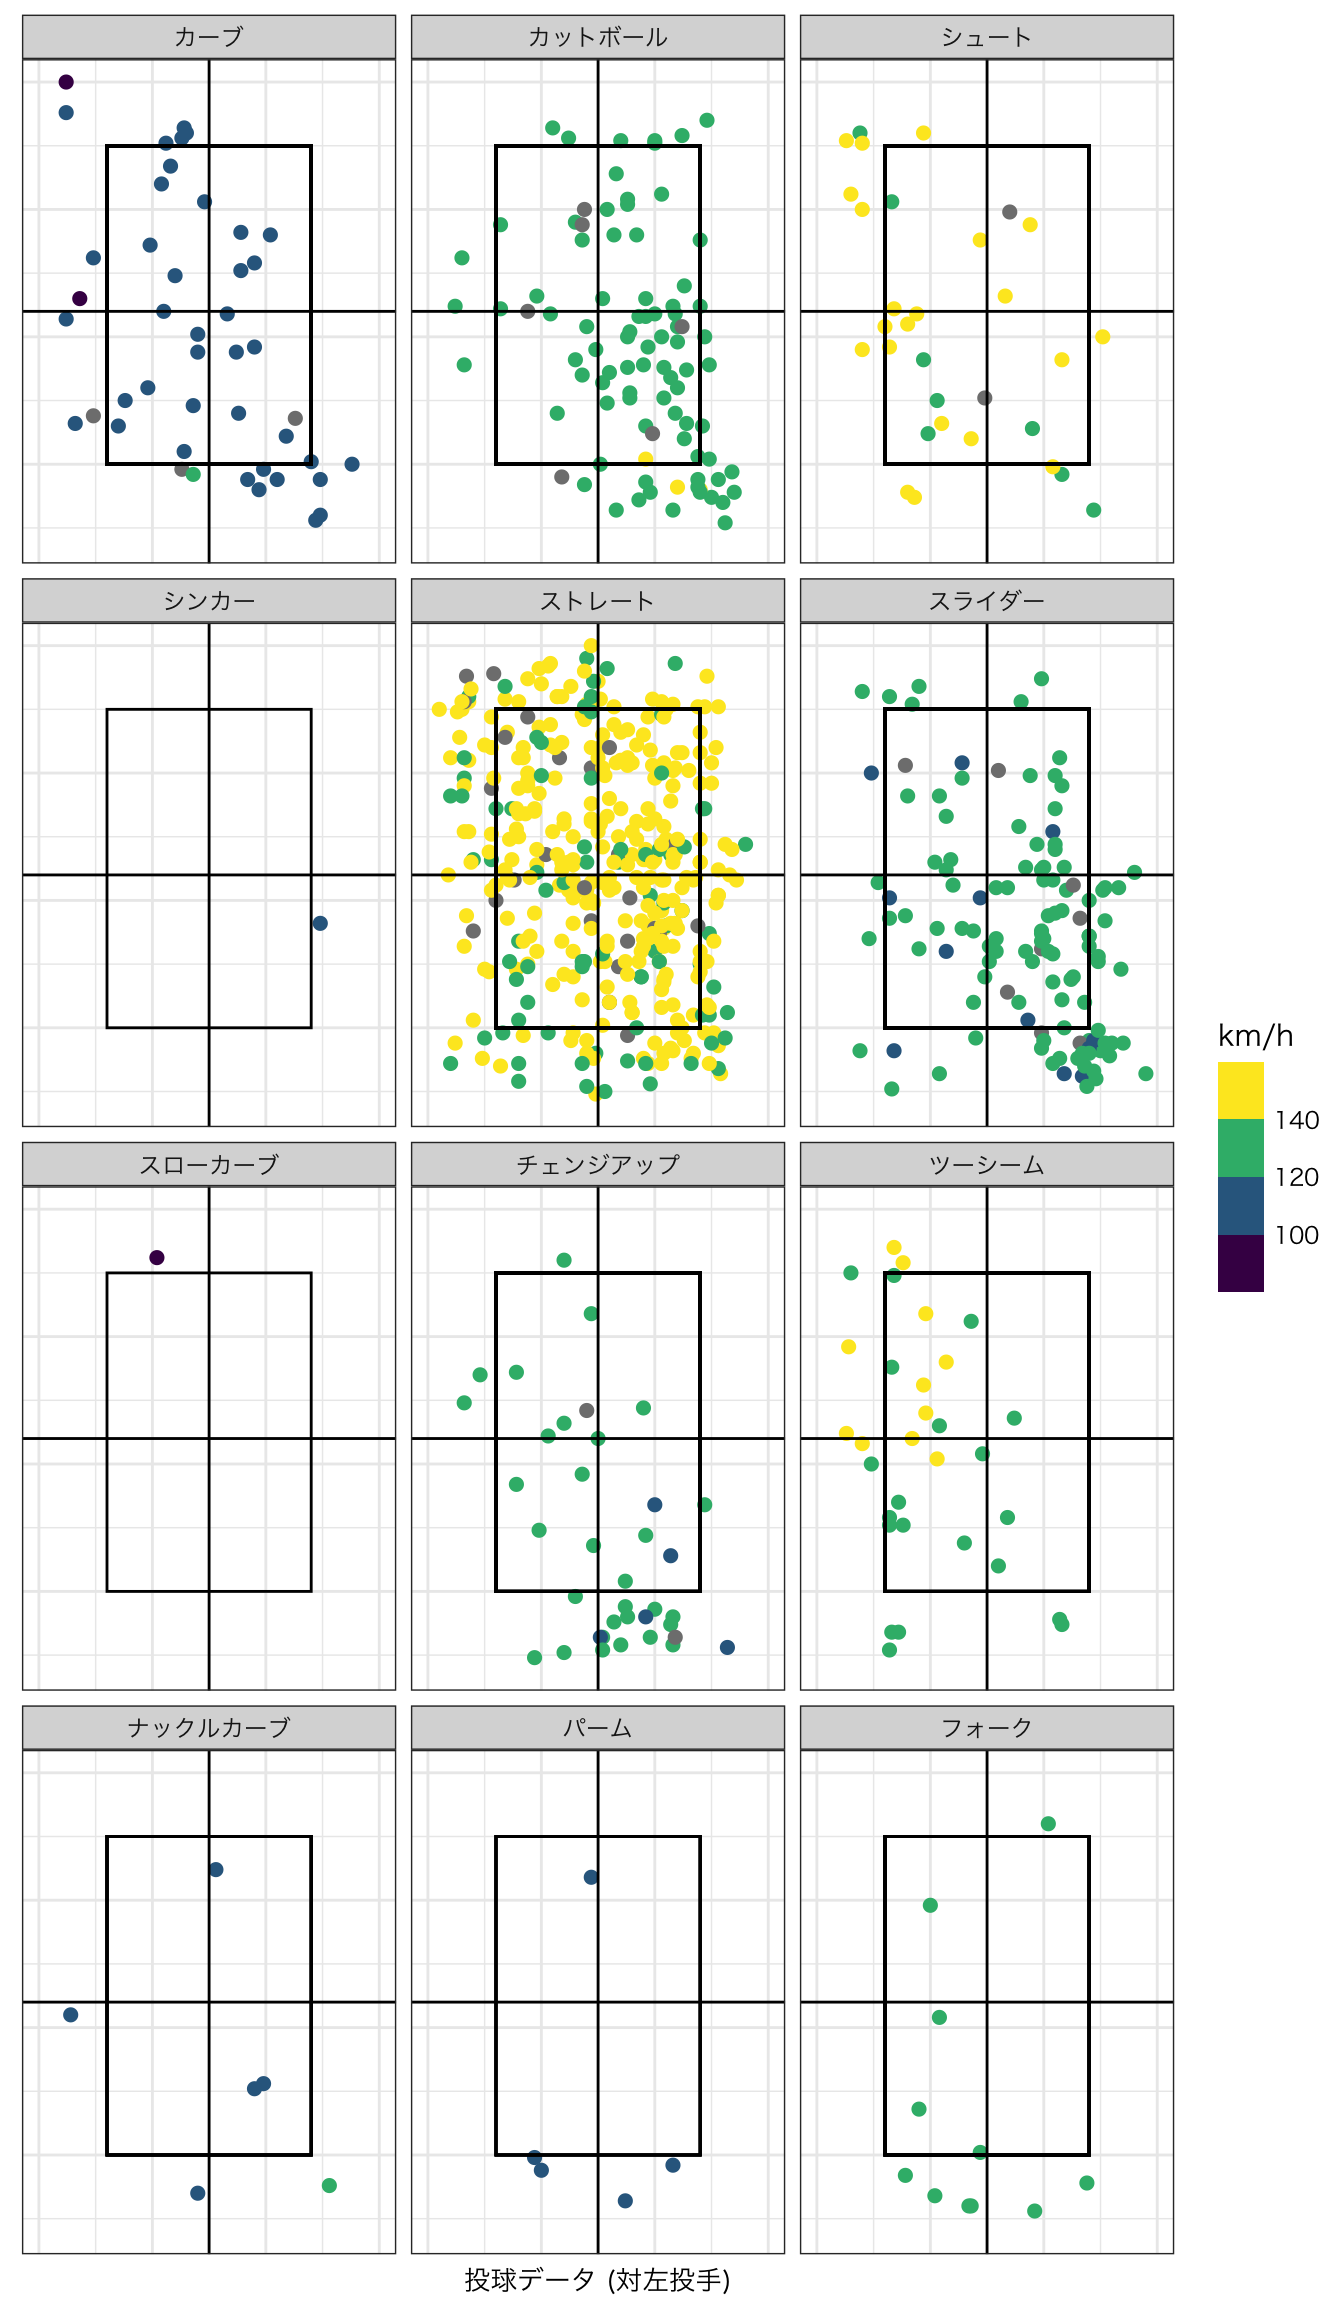 カーブ
カットボール
シュート
シンカー
ストレート
スライダー
スローカーブ
チェンジアップ
ツーシーム
ナックルカーブ
パーム
フォーク
km/h
140
120
100
投球データ (対左投手)